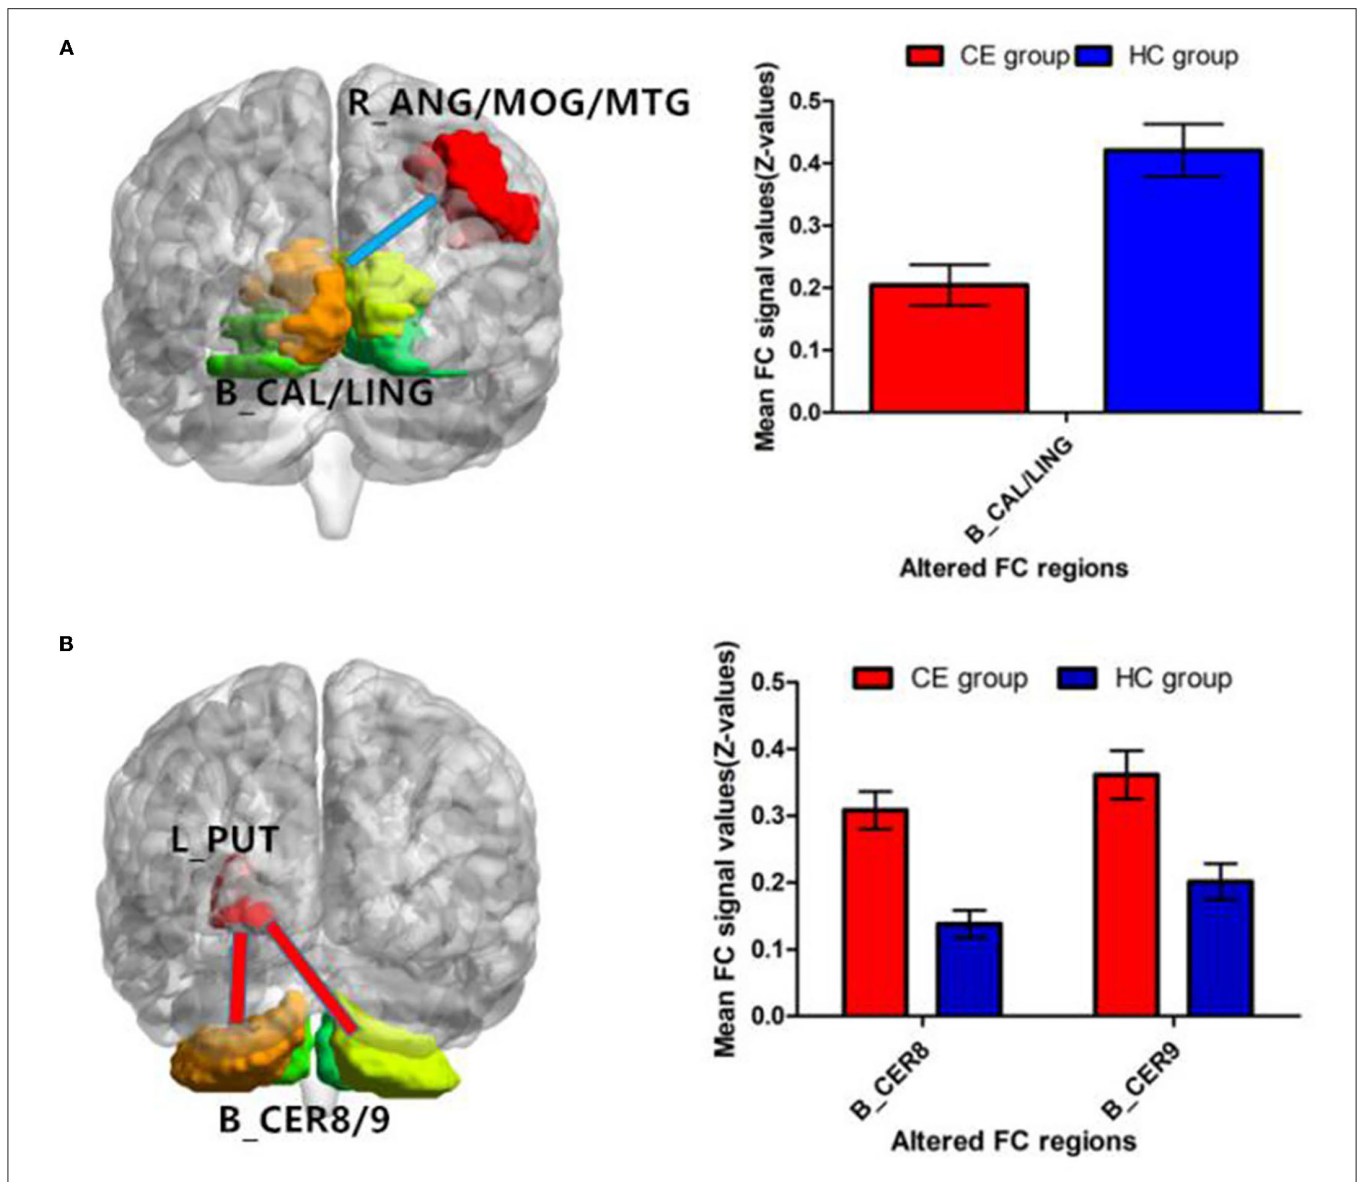 A
R_ANG/MOG/MTG
B_CAL/LING
CE group HC group
Mean FC signal values(Z-values)
0.5
0.4
0.3
0.2
0.1
0.0
B_CAL/LING
Altered FC regions
B
L_PUT
B_CER8/9
CE group HC group
Mean FC signal values(Z-values)
0.5
0.4
0.3
0.2
0.1
0.0
B_CER8
B_CER9
Altered FC regions